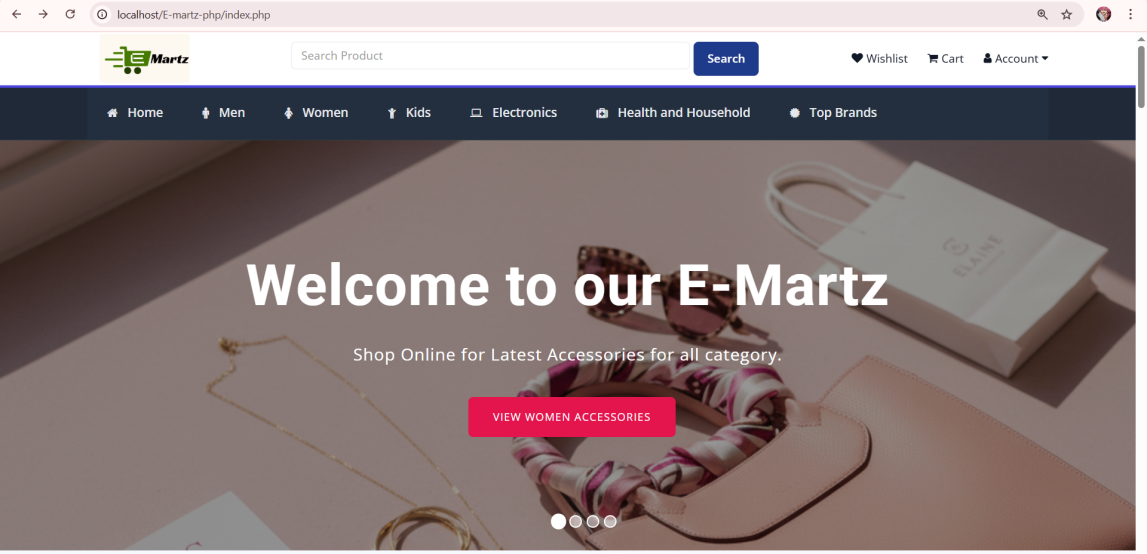 localhost/E-martz-php/index.php
E Martz
Search Product
Search
Wishlist
Cart
Account
Home
Men
Women
Kids
Electronics
Health and Household
Top Brands
ELAINE
Welcome to our E-Martz
Shop Online for Latest Accessories for all category.
VIEW WOMEN ACCESSORIES